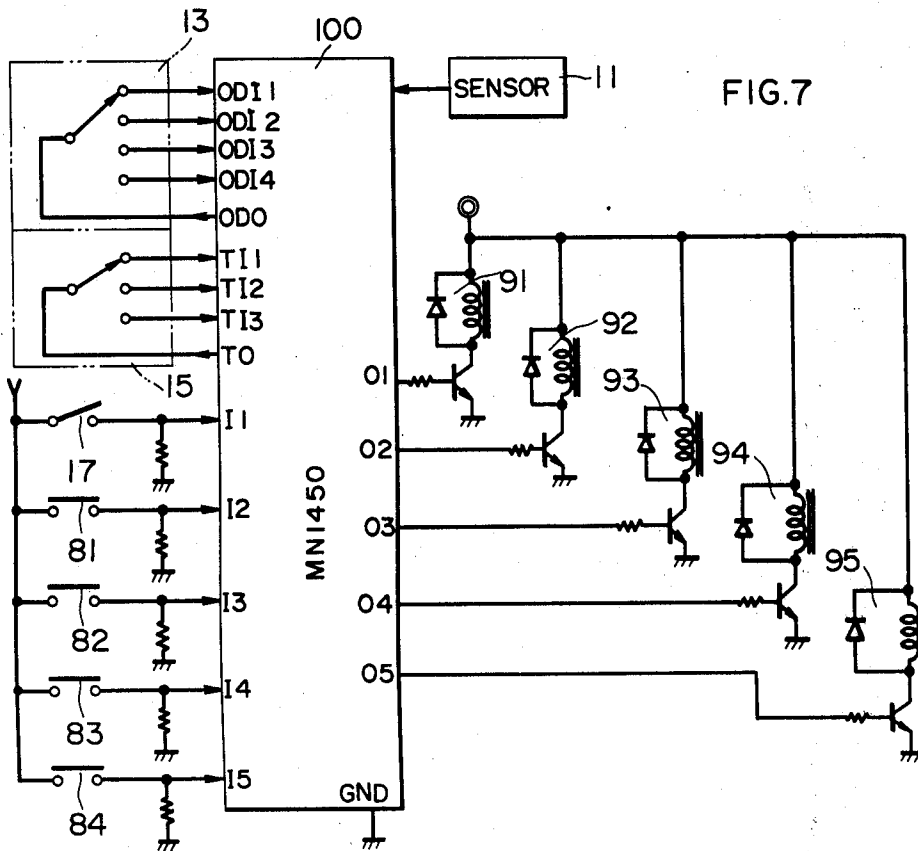 FIG.7
13
100
SENSOR
11
ODI1
ODI2
ODI3
ODI4
ODO
TI1
TI2
TI3
TO
15
I1
17
I2
81
I3
82
I4
83
I5
84
MN1450
GND
O1
O2
O3
O4
O5
91
92
93
94
95